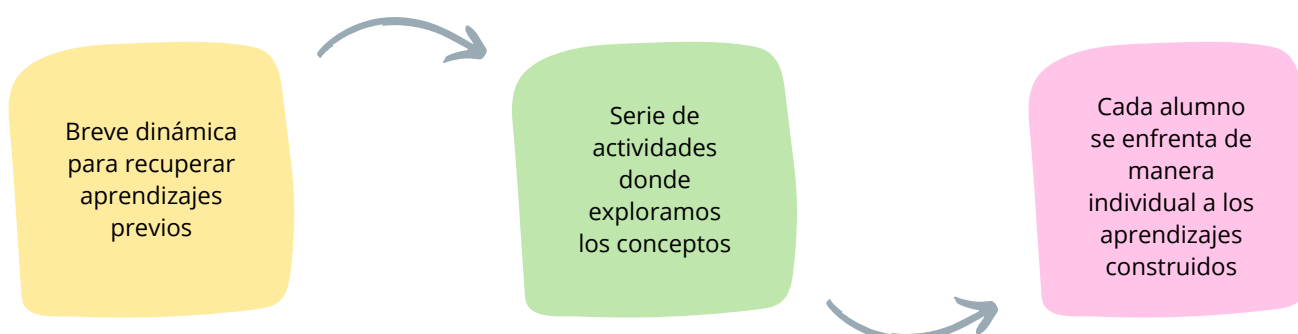 Breve dinámica
para recuperar
aprendizajes
previos
Serie de
actividades
donde
exploramos
los conceptos
Cada alumno
se enfrenta de
manera
individual a los
aprendizajes
construidos